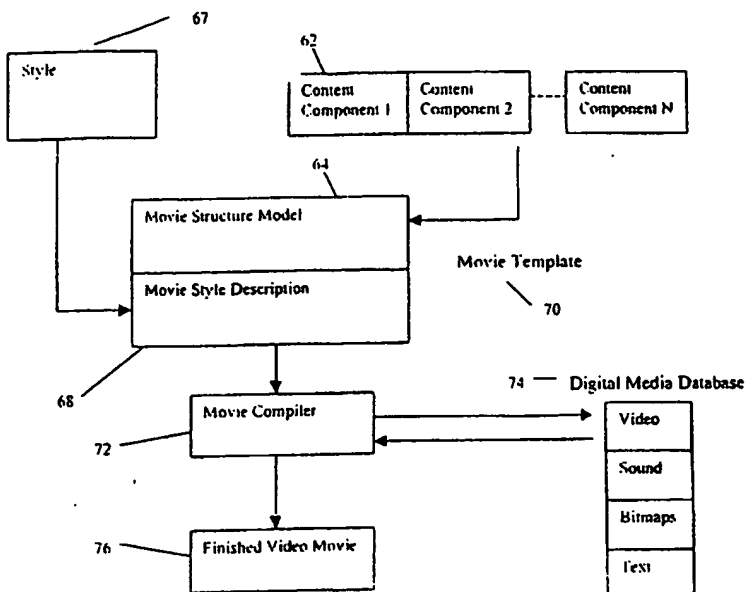 67
Style
62
Content
Component 1
Content
Component 2
Content
Component N
64
Movie Structure Model
Movie Template
70
Movie Style Description
68
Movie Compiler
72
74
Digital Media Database
Video
Sound
Bitmaps
Text
76
Finished Video Movie